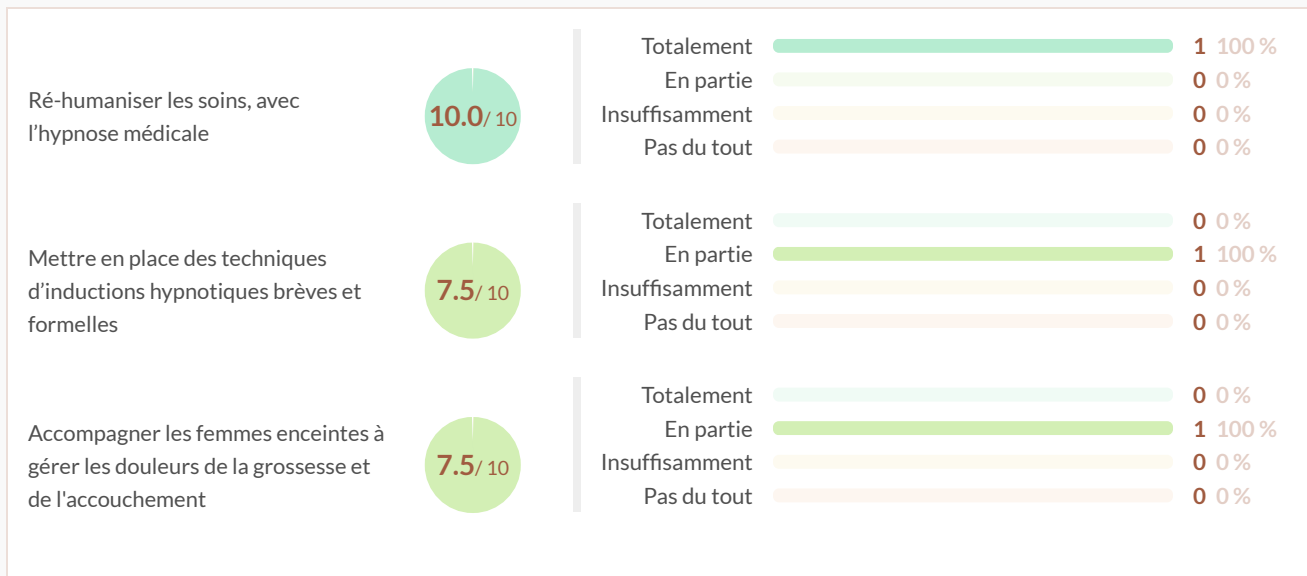 Ré-humaniser les soins, avec
l’hypnose médicale
10.0/ 10
Totalement 1 100 %
En partie 0 0 %
Insuffisamment 0 0 %
Pas du tout 0 0 %
Mettre en place des techniques
d’inductions hypnotiques brèves et
formelles
7.5/ 10
Totalement 0 0 %
En partie 1 100 %
Insuffisamment 0 0 %
Pas du tout 0 0 %
Accompagner les femmes enceintes à
gérer les douleurs de la grossesse et
de l'accouchement
7.5/ 10
Totalement 0 0 %
En partie 1 100 %
Insuffisamment 0 0 %
Pas du tout 0 0 %